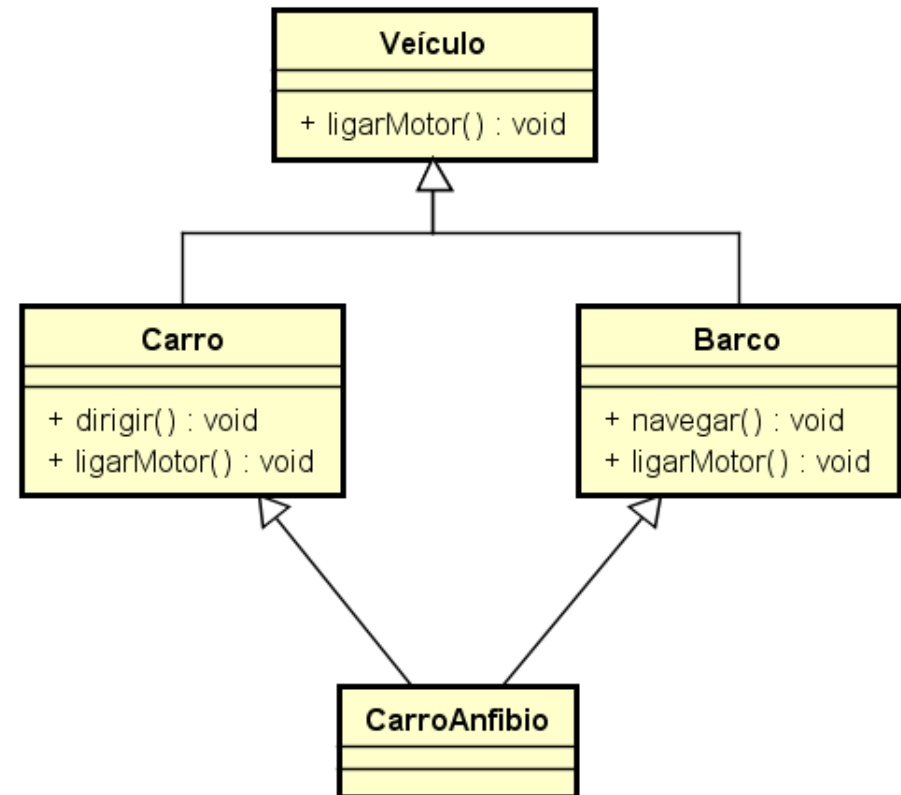 Veículo
+ ligarMotor() : void
Carro
+ dirigir() : void
+ ligarMotor() : void
Barco
+ navegar() : void
+ ligarMotor() : void
CarroAnfibio